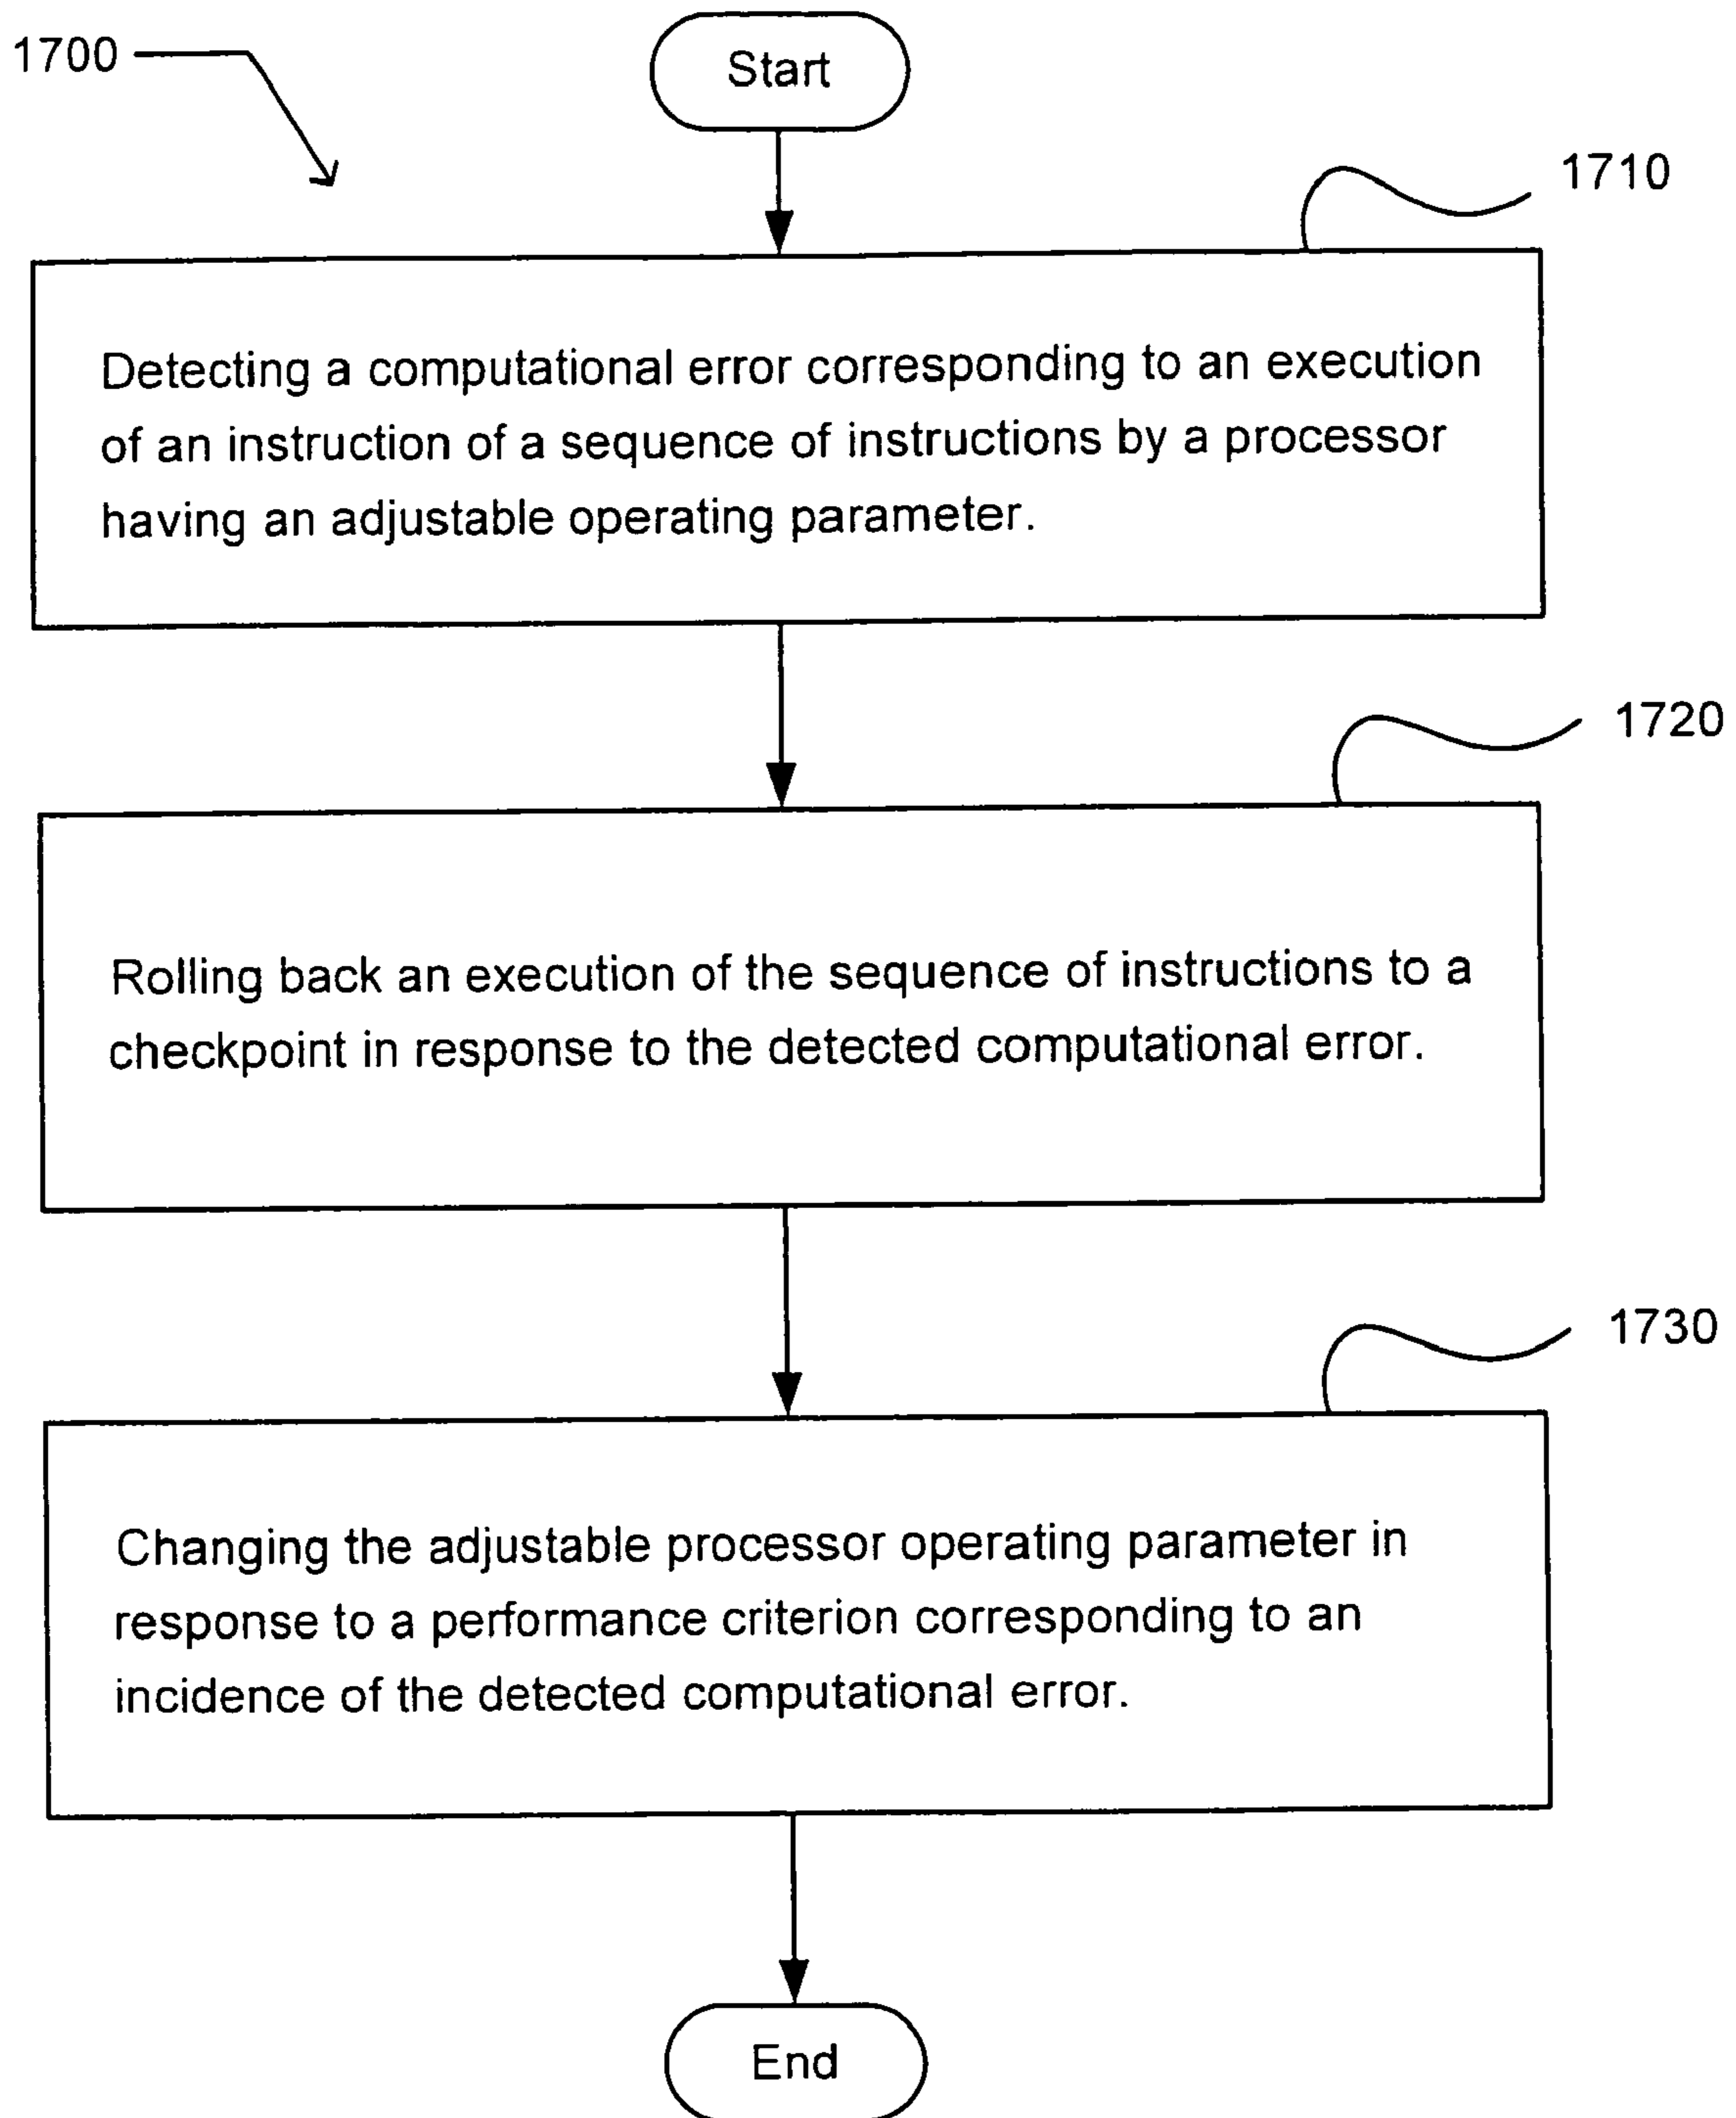 1700
Start
1710
Detecting a computational error corresponding to an execution
of an instruction of a sequence of instructions by a processor
having an adjustable operating parameter.
1720
Rolling back an execution of the sequence of instructions to a
checkpoint in response to the detected computational error.
1730
Changing the adjustable processor operating parameter in
response to a performance criterion corresponding to an
incidence of the detected computational error.
End